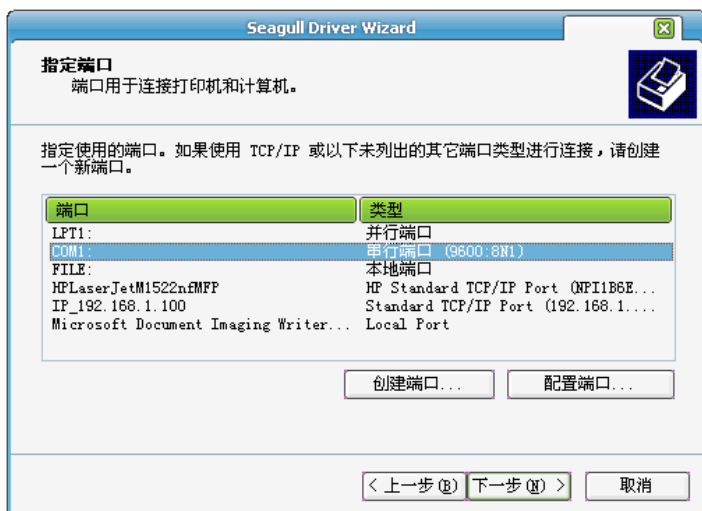 Seagull Driver Wizard
指定端口
端口用于连接打印机和计算机。
指定使用的端口。如果使用 TCP/IP 或以下未列出的其它端口类型进行连接，请创建
一个新端口。
端口 类型
LPT1: 并行端口
COM1: 串行端口 (9600:8N1)
FILE: 本地端口
HPLaserJetM1522nfMFP HP Standard TCP/IP Port (NPI1B6E...
IP_192.168.1.100 Standard TCP/IP Port (192.168.1....
Microsoft Document Imaging Writer... Local Port
创建端口... 配置端口...
< 上一步(B) 下一步(N) > 取消